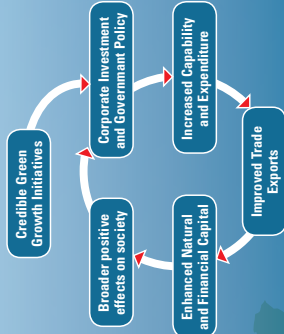 Credible Green
Growth Initiatives
Corporate Investment
and Governmant Policy
Increased Capability
and Expenditure
Improved Trade
Exports
Enhanced Natural
and Financial Capital
Broader positive
effects on society